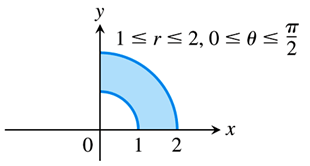 y
1 ≤ r ≤ 2, 0 ≤ θ ≤ π/2
x
0 1 2